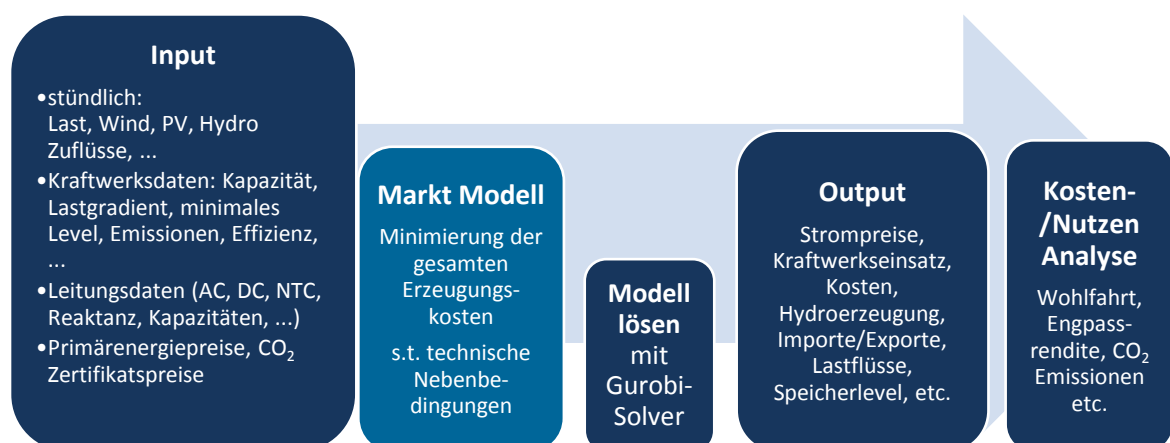 Input
•stündlich:
Last, Wind, PV, Hydro
Zuflüsse, ...
•Kraftwerksdaten: Kapazität,
Lastgradient, minimales
Level, Emissionen, Effizienz,
...
•Leitungsdaten (AC, DC, NTC,
Reaktanz, Kapazitäten, ...)
•Primärenergiepreise, CO₂
Zertifikatspreise
Markt Modell
Minimierung der
gesamten
Erzeugungs-
kosten
s.t. technische
Nebenbe-
dingungen
Modell
lösen
mit
Gurobi-
Solver
Output
Strompreise,
Kraftwerkseinsatz,
Kosten,
Hydroerzeugung,
Importe/Exporte,
Lastflüsse,
Speicherlevel, etc.
Kosten-
/Nutzen
Analyse
Wohlfahrt,
Engpass-
rendite, CO₂
Emissionen
etc.